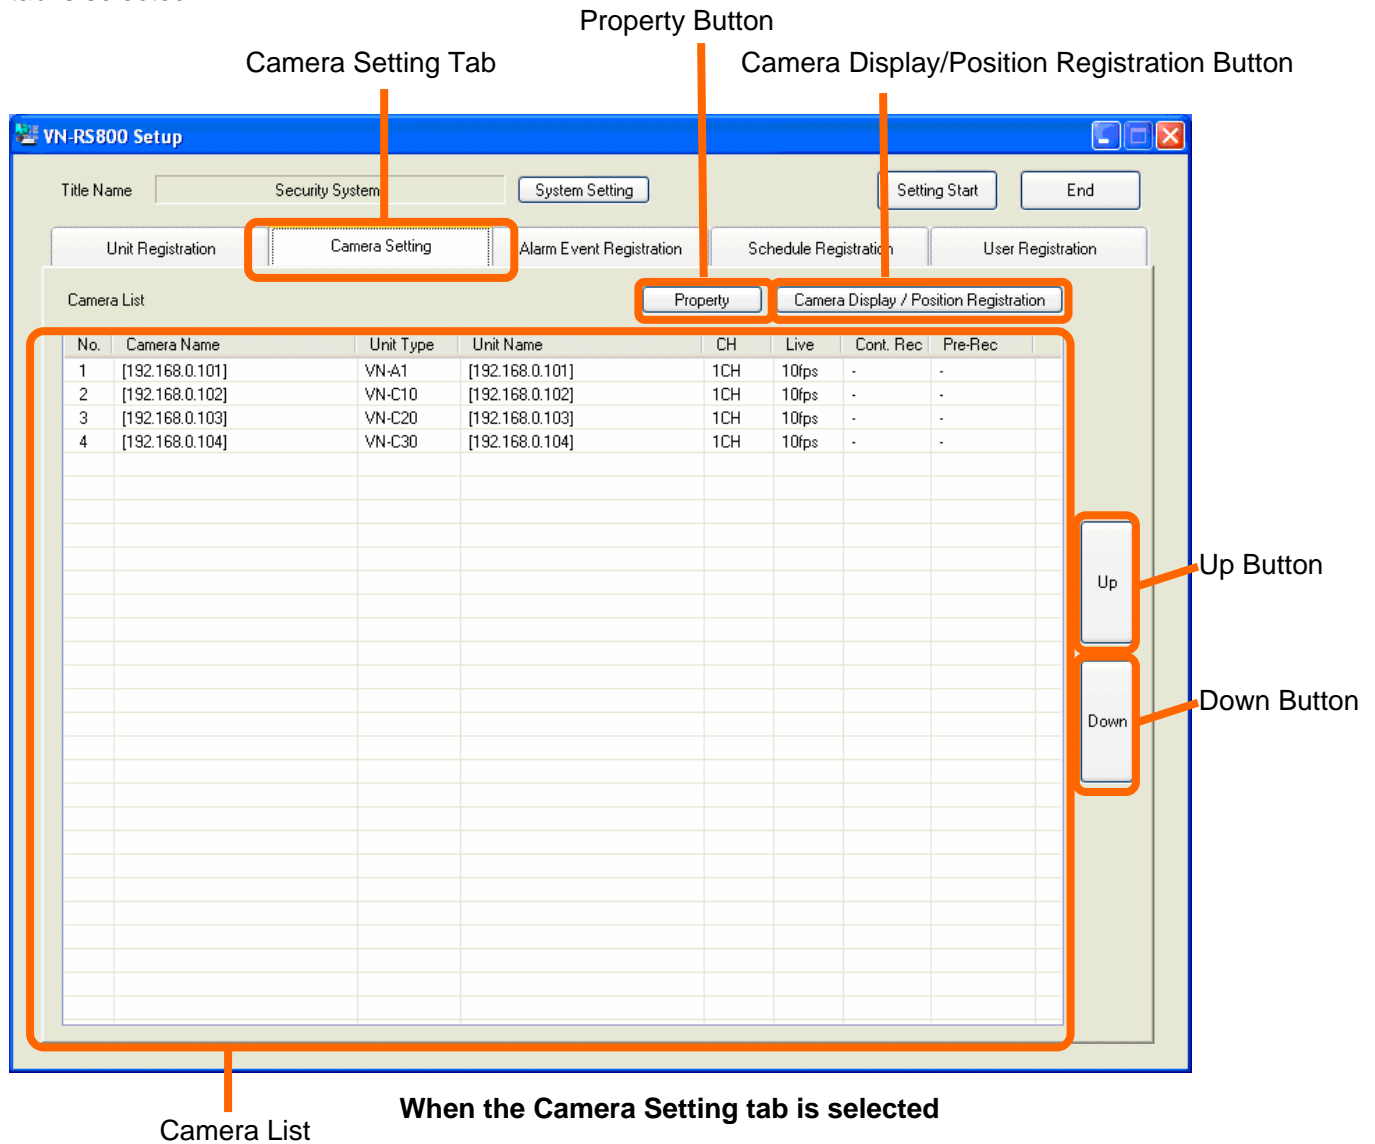 Property Button
Camera Setting Tab
Camera Display/Position Registration Button
VN-RS800 Setup
Title Name
Security System
System Setting
Setting Start
End
Unit Registration
Camera Setting
Alarm Event Registration
Schedule Registration
User Registration
Camera List
Property
Camera Display / Position Registration
No. Camera Name Unit Type Unit Name CH Live Cont. Rec Pre-Rec
1 [192.168.0.101] VN-A1 [192.168.0.101] 1CH 10fps - -
2 [192.168.0.102] VN-C10 [192.168.0.102] 1CH 10fps - -
3 [192.168.0.103] VN-C20 [192.168.0.103] 1CH 10fps - -
4 [192.168.0.104] VN-C30 [192.168.0.104] 1CH 10fps - -
Up
Up Button
Down
Down Button
When the Camera Setting tab is selected
Camera List